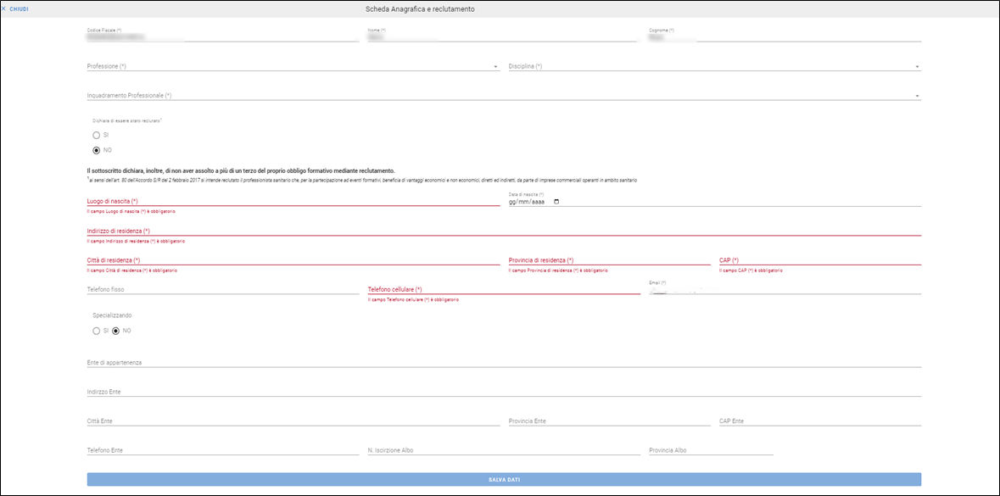 × CHIUDI
Scheda Anagrafica e reclutamento
Codice Fiscale (*) Nome (*) Cognome (*)
Professione (*) Disciplina (*)
Inquadramento Professionale (*)
Dichiara di essere stato reclutato¹
SI
NO
Il sottoscritto dichiara, inoltre, di non aver assolto a più di un terzo del proprio obbligo formativo mediante reclutamento.
¹ai sensi dell'art. 80 dell'Accordo S/R del 2 febbraio 2017 si intende reclutato il professionista sanitario che, per la partecipazione ad eventi formativi, beneficia di vantaggi economici e non economici, diretti ed indiretti, da parte di imprese commerciali operanti in ambito sanitario
Luogo di nascita (*) Data di nascita (*)
gg/mm/aaaa
Il campo Luogo di nascita (*) è obbligatorio
Indirizzo di residenza (*)
Il campo Indirizzo di residenza (*) è obbligatorio
Città di residenza (*) Provincia di residenza (*) CAP (*)
Il campo Città di residenza (*) è obbligatorio Il campo Provincia di residenza (*) è obbligatorio Il campo CAP (*) è obbligatorio
Telefono fisso Telefono cellulare (*) Email (*)
Il campo Telefono cellulare (*) è obbligatorio
Specializzando
SI NO
Ente di appartenenza
Indirzzo Ente
Città Ente Provincia Ente CAP Ente
Telefono Ente N. Iscirzione Albo Provincia Albo
SALVA DATI